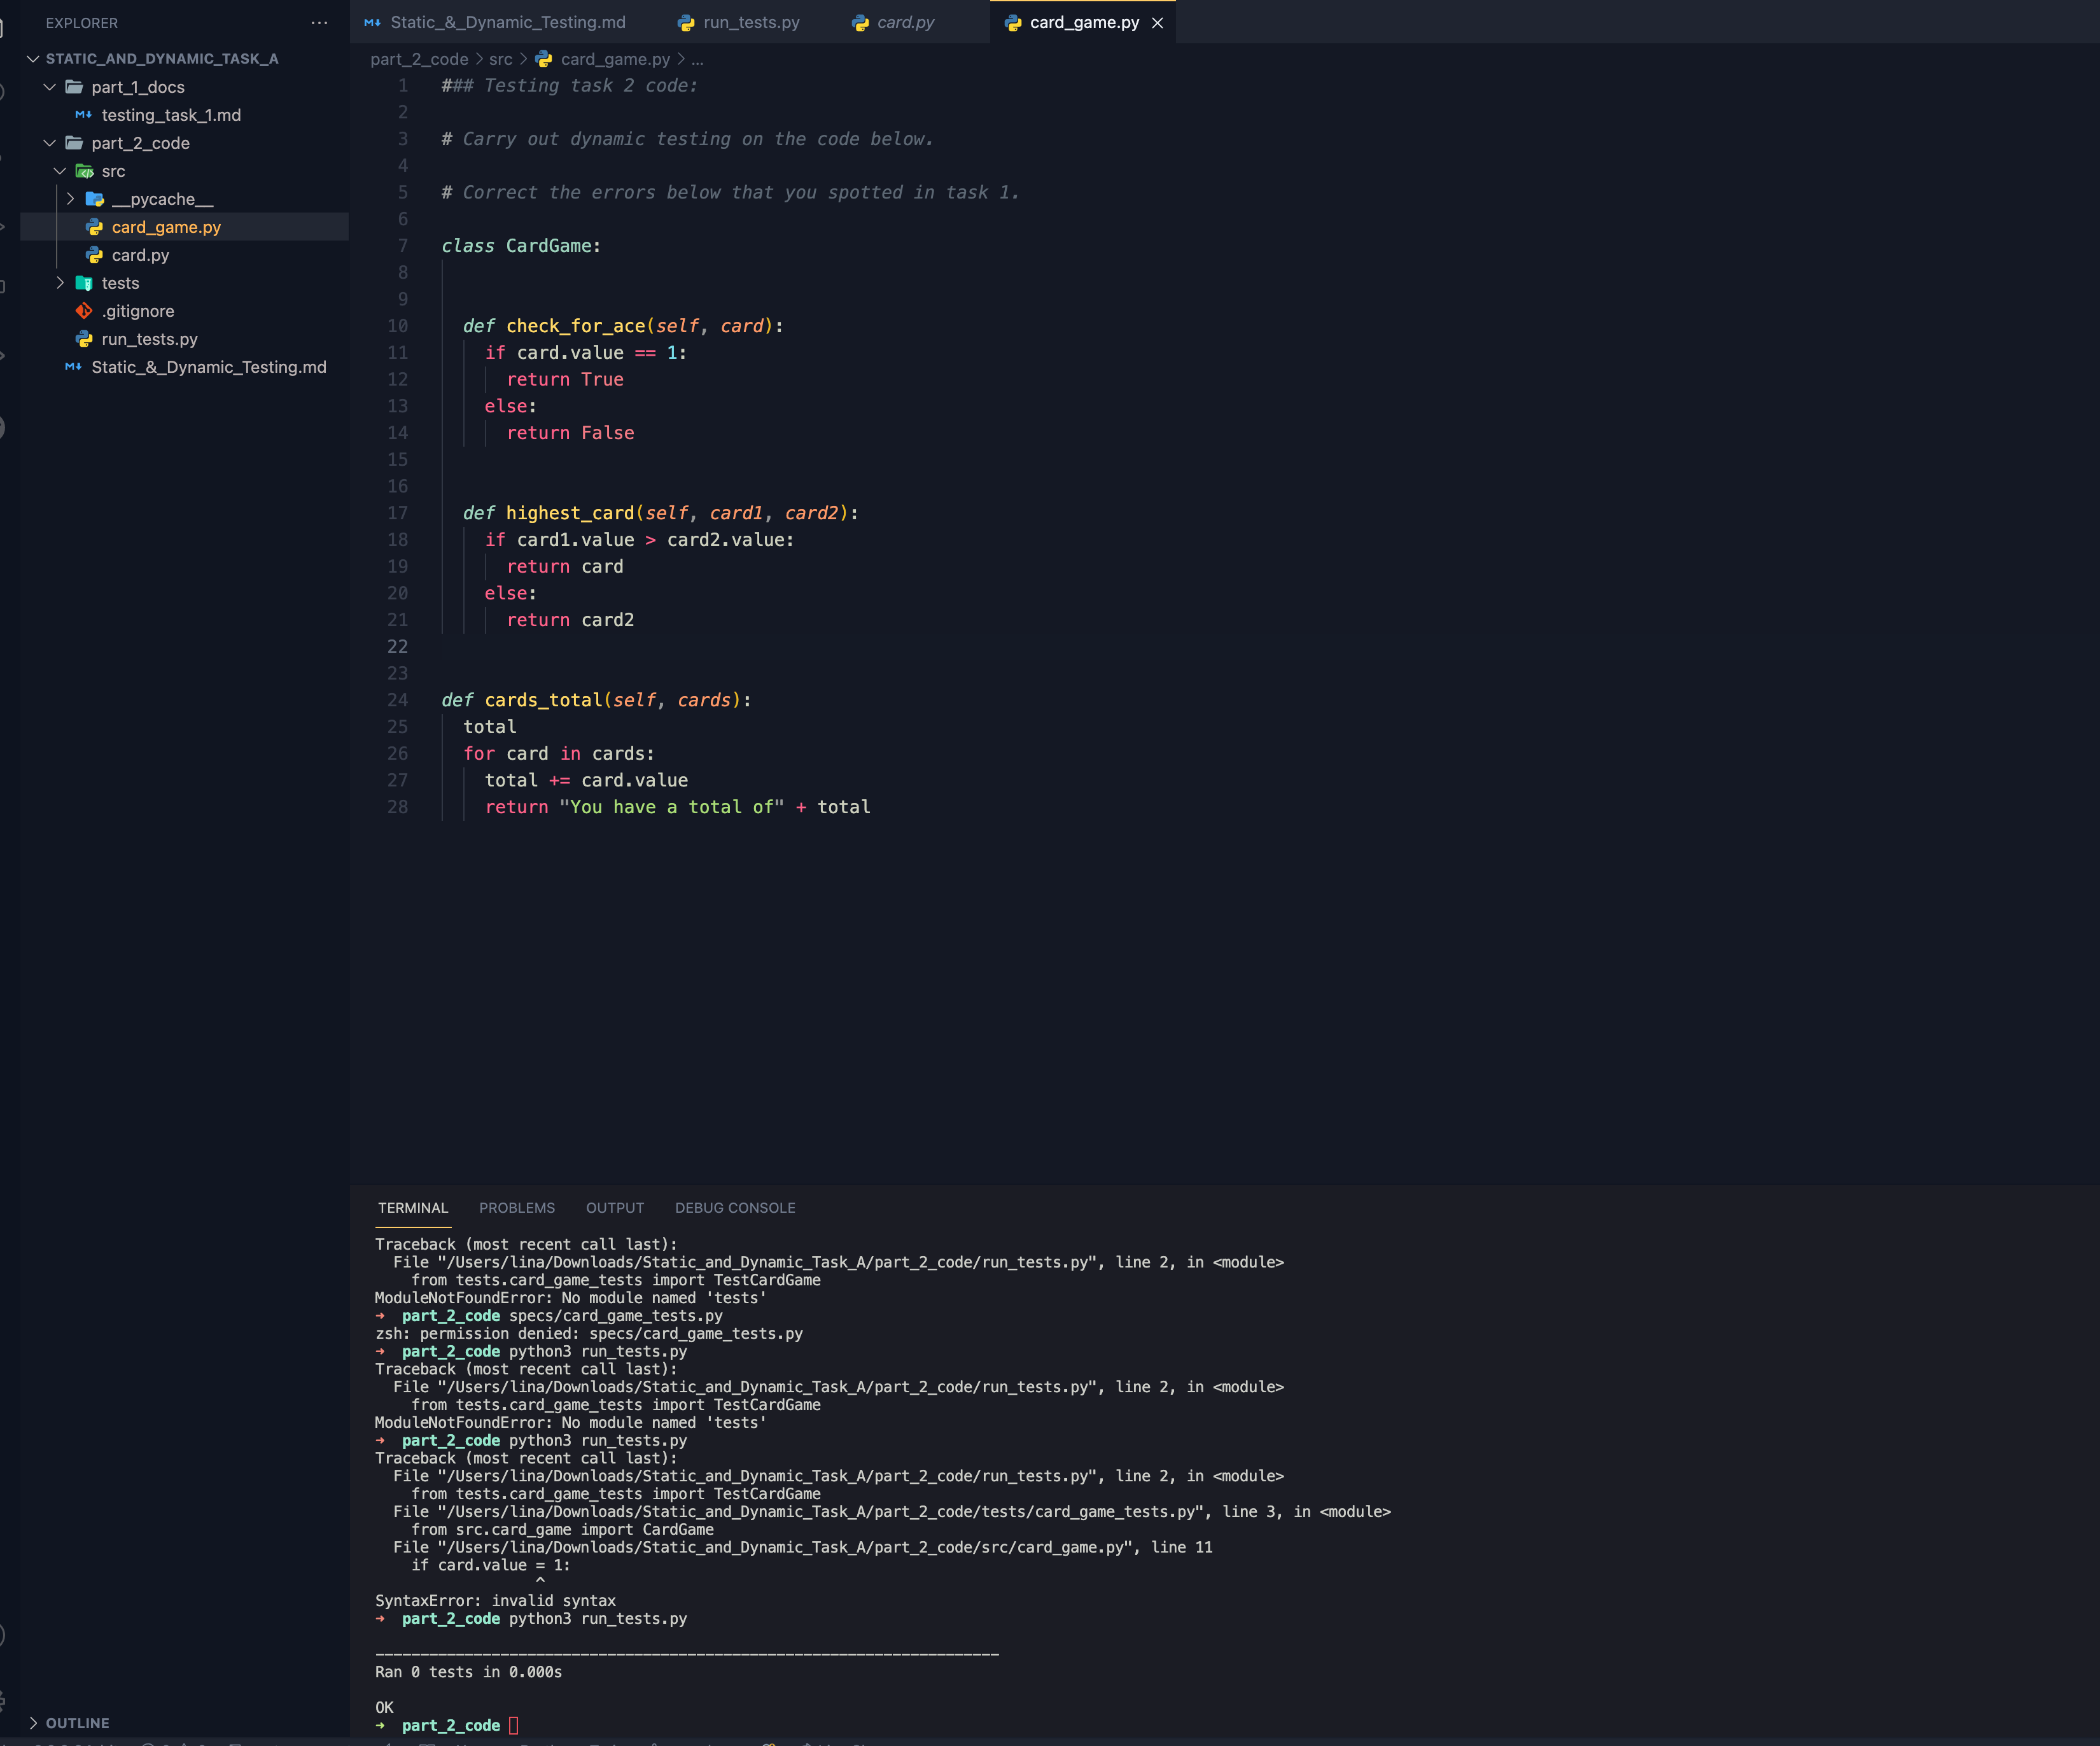 EXPLORER
STATIC_AND_DYNAMIC_TASK_A
part_1_docs
testing_task_1.md
part_2_code
src
__pycache__
card_game.py
card.py
tests
.gitignore
run_tests.py
Static_&_Dynamic_Testing.md
OUTLINE
Static_&_Dynamic_Testing.md run_tests.py card.py card_game.py
part_2_code > src > card_game.py > ...
1 ### Testing task 2 code:
2
3 # Carry out dynamic testing on the code below.
4
5 # Correct the errors below that you spotted in task 1.
6
7 class CardGame:
8
9
10 def check_for_ace(self, card):
11 if card.value == 1:
12 return True
13 else:
14 return False
15
16
17 def highest_card(self, card1, card2):
18 if card1.value > card2.value:
19 return card
20 else:
21 return card2
22
23
24 def cards_total(self, cards):
25 total
26 for card in cards:
27 total += card.value
28 return "You have a total of" + total
TERMINAL PROBLEMS OUTPUT DEBUG CONSOLE
Traceback (most recent call last):
File "/Users/lina/Downloads/Static_and_Dynamic_Task_A/part_2_code/run_tests.py", line 2, in <module>
from tests.card_game_tests import TestCardGame
ModuleNotFoundError: No module named 'tests'
→ part_2_code specs/card_game_tests.py
zsh: permission denied: specs/card_game_tests.py
→ part_2_code python3 run_tests.py
Traceback (most recent call last):
File "/Users/lina/Downloads/Static_and_Dynamic_Task_A/part_2_code/run_tests.py", line 2, in <module>
from tests.card_game_tests import TestCardGame
ModuleNotFoundError: No module named 'tests'
→ part_2_code python3 run_tests.py
Traceback (most recent call last):
File "/Users/lina/Downloads/Static_and_Dynamic_Task_A/part_2_code/run_tests.py", line 2, in <module>
from tests.card_game_tests import TestCardGame
File "/Users/lina/Downloads/Static_and_Dynamic_Task_A/part_2_code/tests/card_game_tests.py", line 3, in <module>
from src.card_game import CardGame
File "/Users/lina/Downloads/Static_and_Dynamic_Task_A/part_2_code/src/card_game.py", line 11
if card.value = 1:
^
SyntaxError: invalid syntax
→ part_2_code python3 run_tests.py
----------------------------------------------------------------------
Ran 0 tests in 0.000s
OK
→ part_2_code